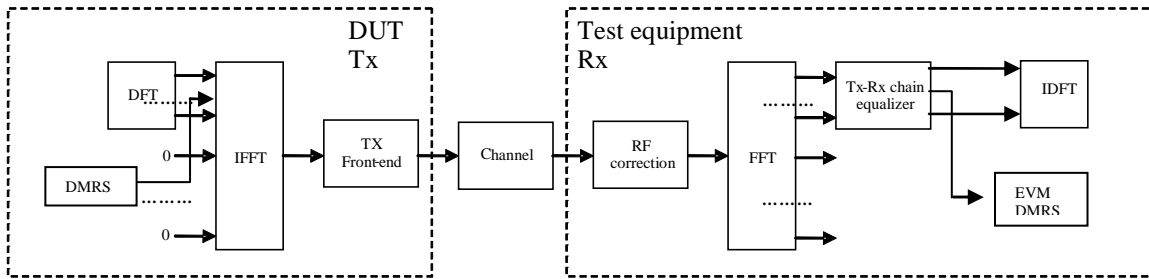 DUT
Tx
DFT
………
0
DMRS
………
0
IFFT
TX
Front-end
Channel
Test equipment
Rx
RF
correction
FFT
………
………
Tx-Rx chain
equalizer
IDFT
EVM
DMRS